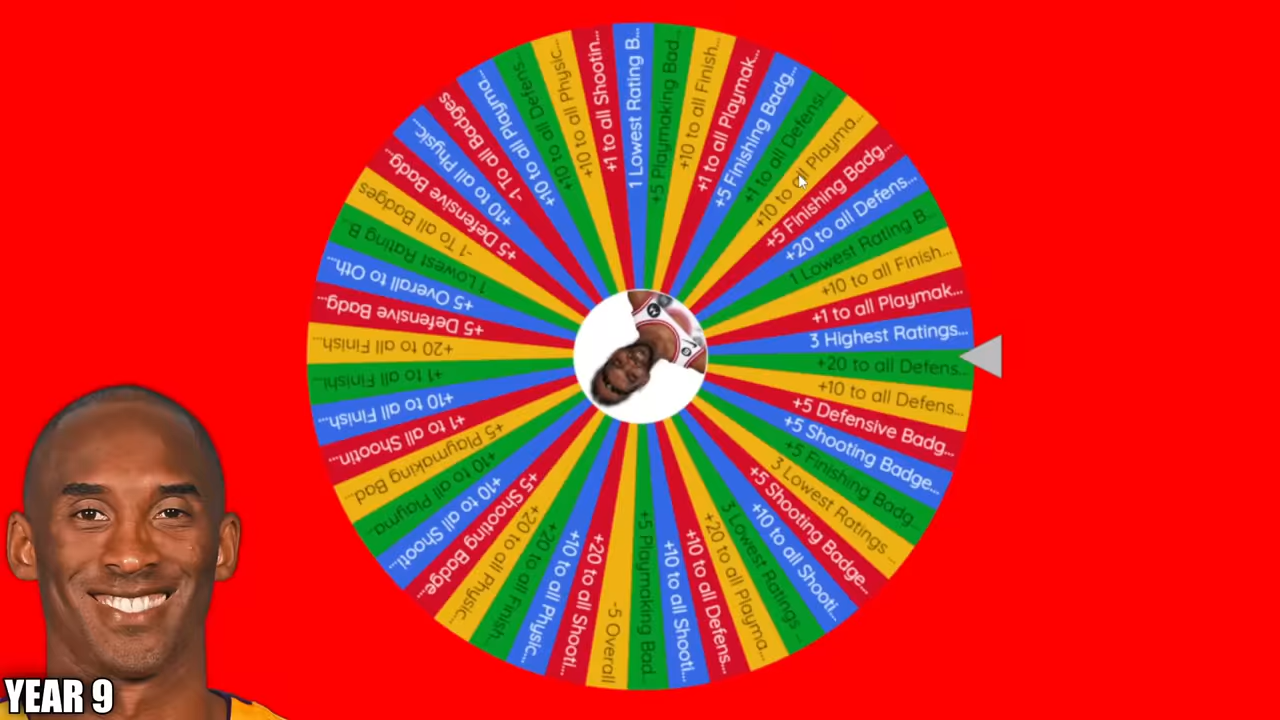 1 Lowest Rating B...
+5 Playmaking Bad...
+10 to all Finish...
+1 to all Playmak...
+5 Finishing Badg...
+1 to all Defensi...
+10 to all Playma...
+5 Finishing Badg...
+20 to all Defens...
1 Lowest Rating B...
+10 to all Finish...
+1 to all Playmak...
3 Highest Ratings...
+20 to all Defens...
+10 to all Defens...
+5 Defensive Badg...
+5 Shooting Badge...
+5 Finishing Badg...
3 Lowest Ratings ...
+5 Shooting Badge...
+10 to all Shooti...
3 Lowest Ratings ...
+20 to all Playma...
+10 to all Defens...
+10 to all Shooti...
+5 Playmaking Bad...
-5 Overall
+20 to all Shooti...
+10 to all Physic...
+20 to all Finish...
+20 to all Physic...
+5 Shooting Badge...
+10 to all Shooti...
+10 to all Playma...
+5 Playmaking Bad...
+1 to all Shootin...
+10 to all Finish...
+1 to all Finishi...
+20 to all Finish...
+5 Defensive Badg...
+5 Overall to Oth...
1 Lowest Rating B...
-1 To all Badges
+5 Defensive Badg...
+10 to all Physic...
-1 To all Badges
+10 to all Playma...
+10 to all Defens...
+10 to all Physic...
+1 to all Shootin...
YEAR 9